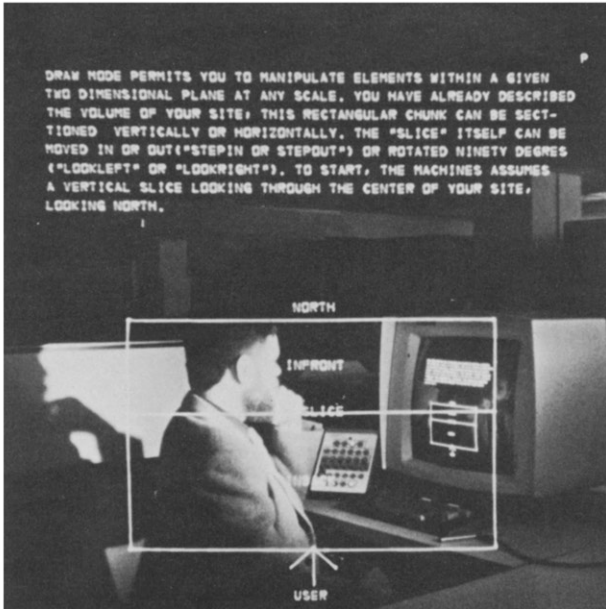 P
DRAW MODE PERMITS YOU TO MANIPULATE ELEMENTS WITHIN A GIVEN
TWO DIMENSIONAL PLANE AT ANY SCALE. YOU HAVE ALREADY DESCRIBED
THE VOLUME OF YOUR SITE; THIS RECTANGULAR CHUNK CAN BE SECT-
TIONED VERTICALLY OR HORIZONTALLY. THE "SLICE" ITSELF CAN BE
MOVED IN OR OUT("STEPIN OR STEPOUT") OR ROTATED NINETY DEGRES
("LOOKLEFT" OR "LOOKRIGHT"). TO START, THE MACHINES ASSUMES
A VERTICAL SLICE LOOKING THROUGH THE CENTER OF YOUR SITE,
LOOKING NORTH.
NORTH
INFRONT
SLICE
USER